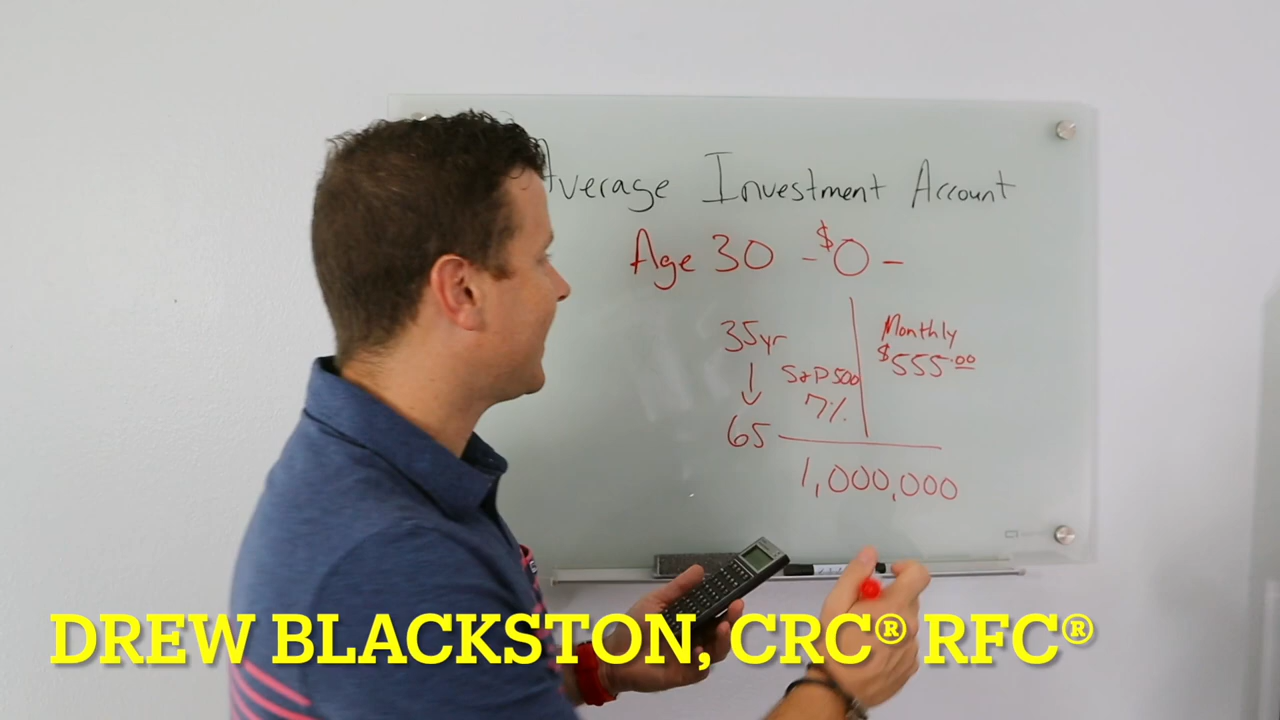 Average Investment Account
Age 30 - $0 -
35yr
Monthly
$555.00
S&P 500
7%
65
1,000,000
DREW BLACKSTON, CRC® RFC®